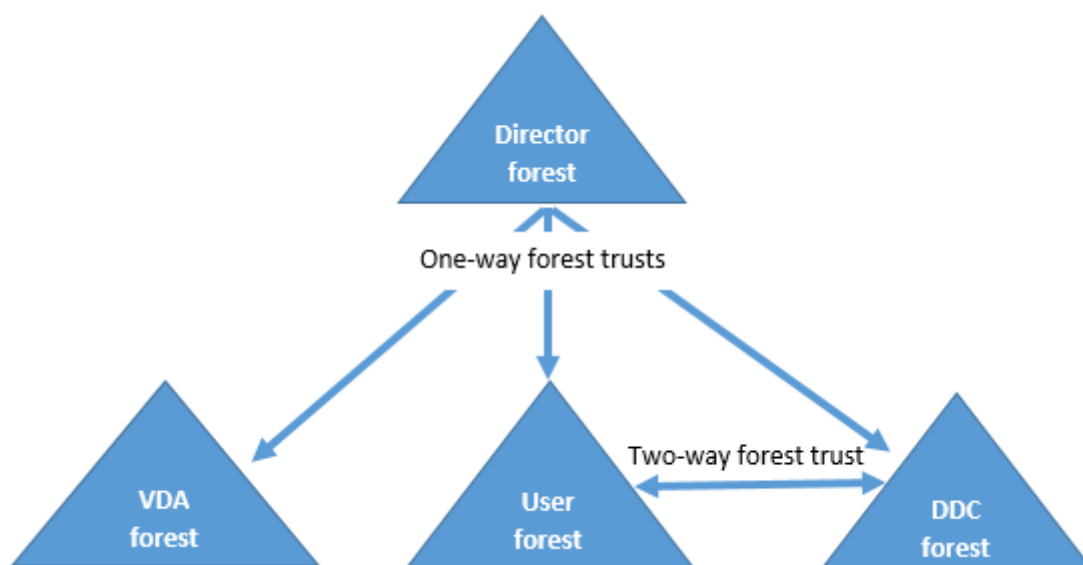 Director
forest
One-way forest trusts
Two-way forest trust
VDA
forest
User
forest
DDC
forest